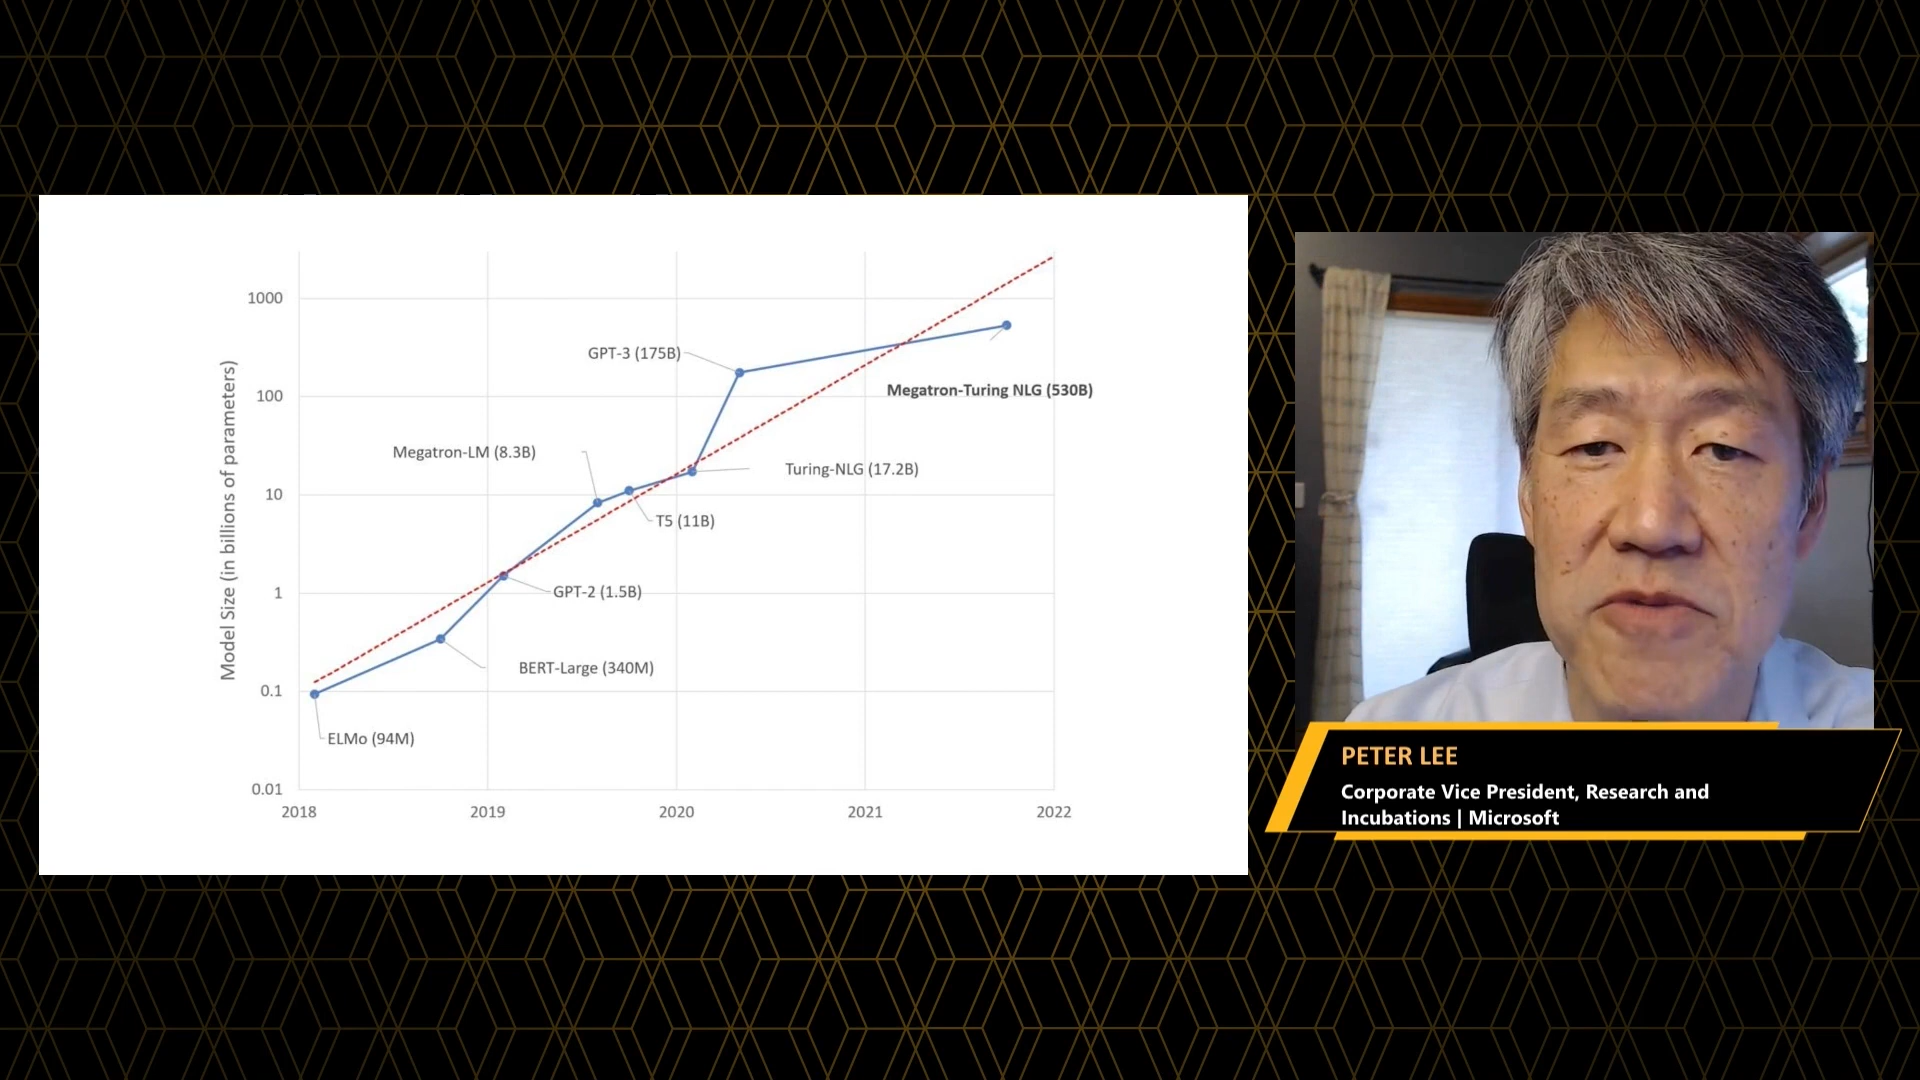 Model Size (in billions of parameters)
1000
100
10
1
0.1
0.01
2018
2019
2020
2021
2022
GPT-3 (175B)
Megatron-Turing NLG (530B)
Megatron-LM (8.3B)
Turing-NLG (17.2B)
T5 (11B)
GPT-2 (1.5B)
BERT-Large (340M)
ELMo (94M)
PETER LEE
Corporate Vice President, Research and
Incubations | Microsoft